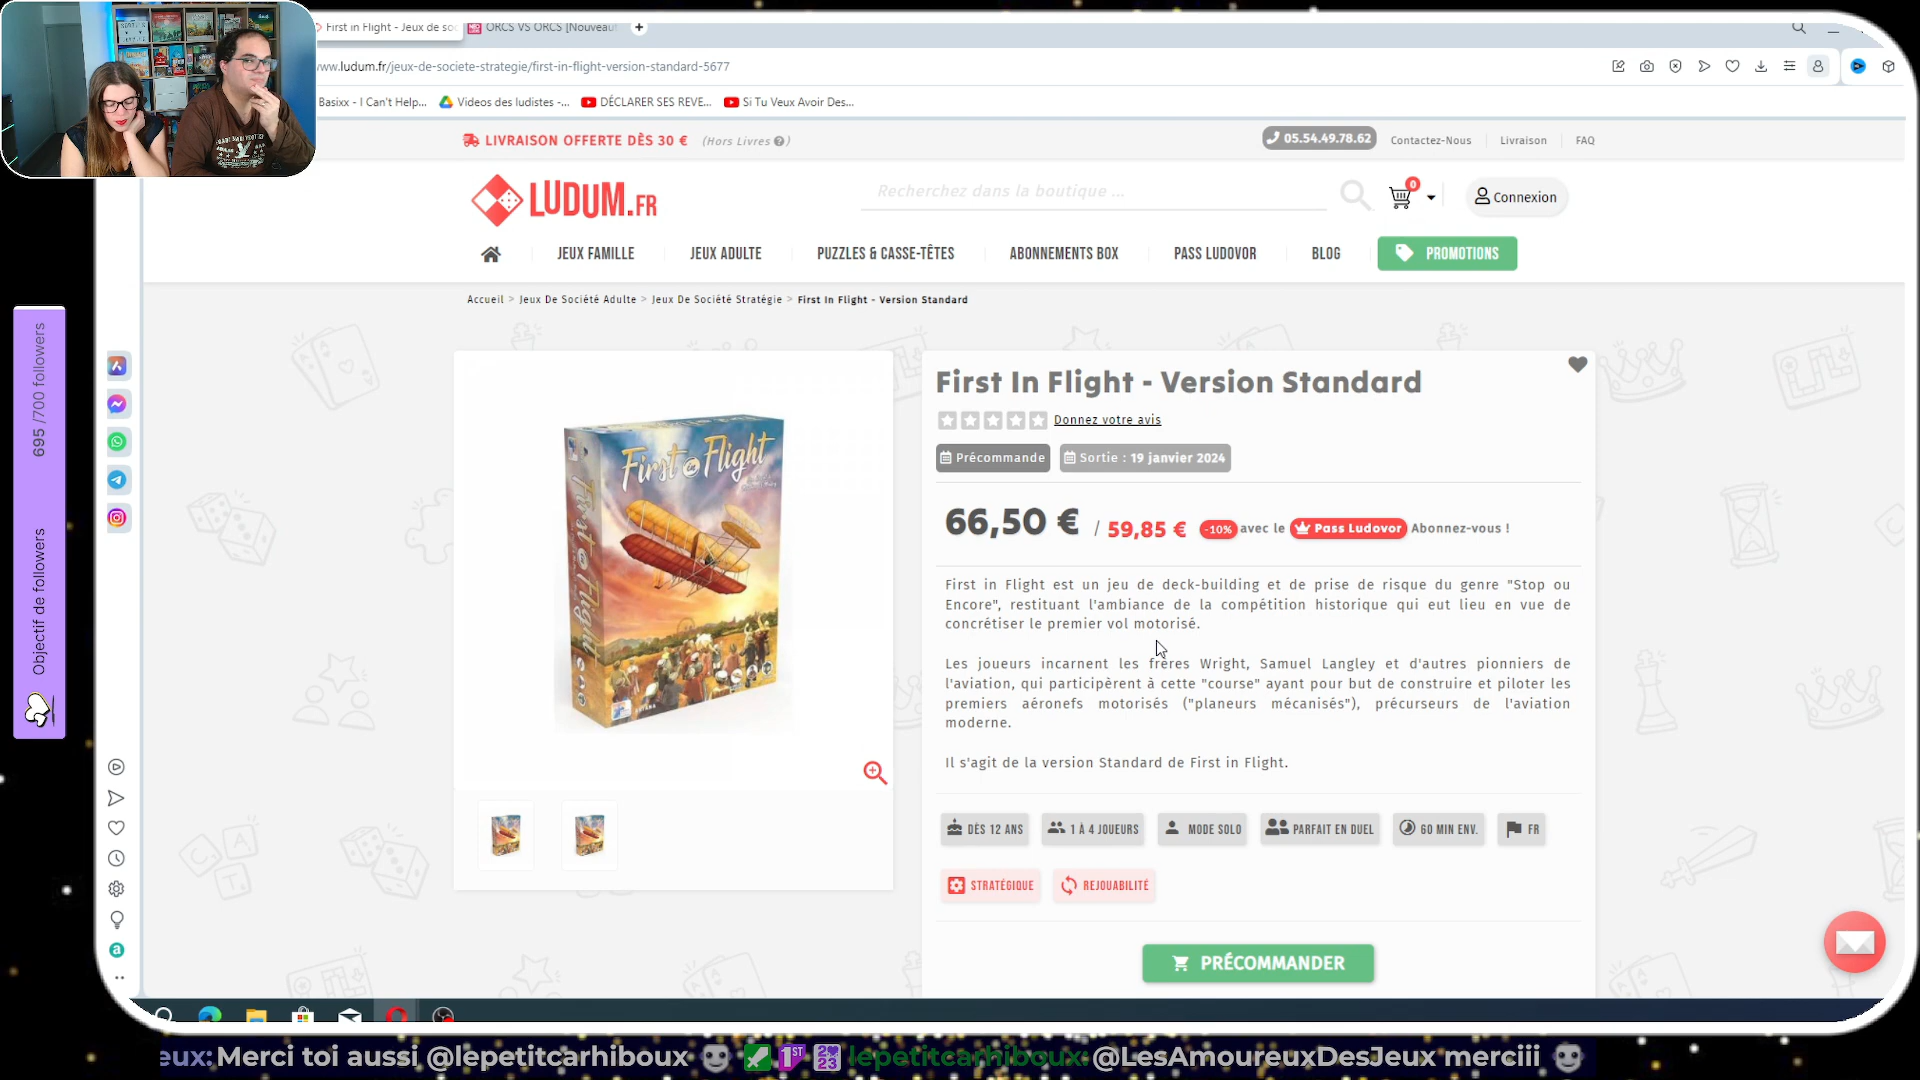 First in Flight - Jeux de soc
ORCS VS ORCS [Nouveau
www.ludum.fr/jeux-de-societe-strategie/first-in-flight-version-standard-5677
Basixx - I Can't Help...
Videos des ludistes -...
DÉCLARER SES REVE...
Si Tu Veux Avoir Des...
LIVRAISON OFFERTE DÈS 30 € (Hors Livres ?)
05.54.49.78.62
Contactez-Nous
Livraison
FAQ
LUDUM.FR
Recherchez dans la boutique ...
0
Connexion
JEUX FAMILLE
JEUX ADULTE
PUZZLES & CASSE-TÊTES
ABONNEMENTS BOX
PASS LUDOVOR
BLOG
PROMOTIONS
Accueil > Jeux De Société Adulte > Jeux De Société Stratégie > First In Flight - Version Standard
First in Flight
First in Flight
First In Flight - Version Standard
Donnez votre avis
Précommande
Sortie : 19 janvier 2024
66,50 € / 59,85 € -10% avec le Pass Ludovor Abonnez-vous !
First in Flight est un jeu de deck-building et de prise de risque du genre "Stop ou
Encore", restituant l'ambiance de la compétition historique qui eut lieu en vue de
concrétiser le premier vol motorisé.
Les joueurs incarnent les frères Wright, Samuel Langley et d'autres pionniers de
l'aviation, qui participèrent à cette "course" ayant pour but de construire et piloter les
premiers aéronefs motorisés ("planeurs mécanisés"), précurseurs de l'aviation
moderne.
Il s'agit de la version Standard de First in Flight.
DÈS 12 ANS
1 À 4 JOUEURS
MODE SOLO
PARFAIT EN DUEL
60 MIN ENV.
FR
STRATÉGIQUE
REJOUABILITÉ
PRÉCOMMANDER
Objectif de followers
695 /700 followers
eux: Merci toi aussi @lepetitcarhiboux 1ST 2023 lepetitcarhiboux: @LesAmoureuxDesJeux merciii